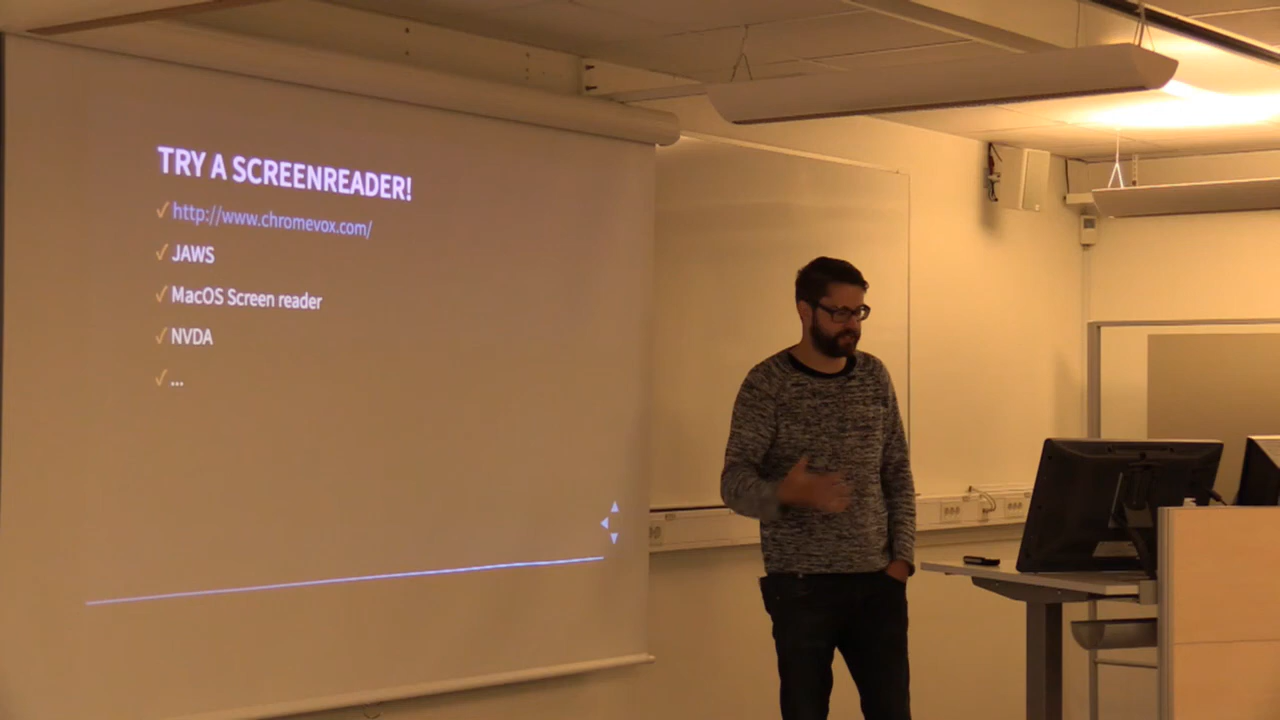 TRY A SCREENREADER!
http://www.chromevox.com/
JAWS
MacOS Screen reader
NVDA
...